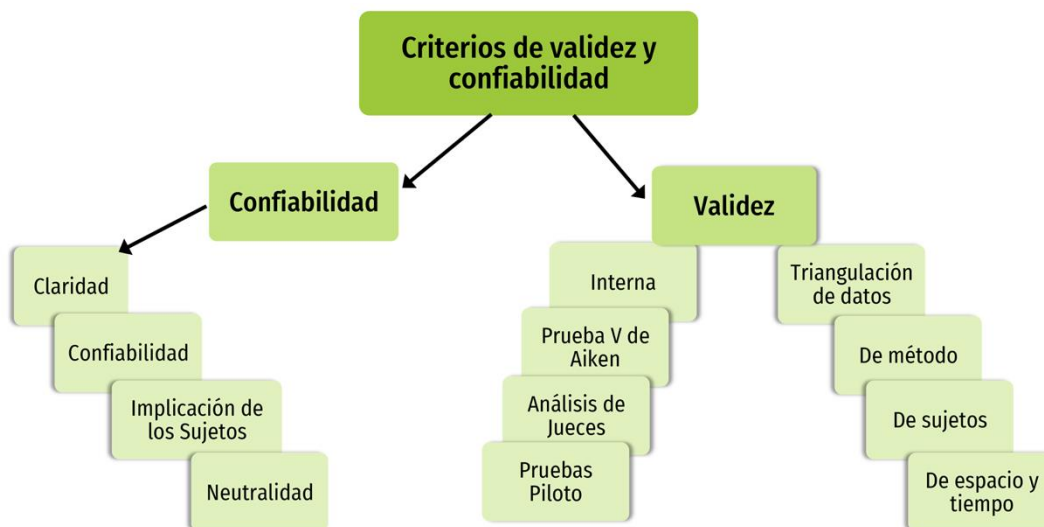 Criterios de validez y
confiabilidad
Confiabilidad
Validez
Claridad
Confiabilidad
Implicación de
los Sujetos
Neutralidad
Interna
Prueba V de
Aiken
Análisis de
Jueces
Pruebas
Piloto
Triangulación
de datos
De método
De sujetos
De espacio y
tiempo